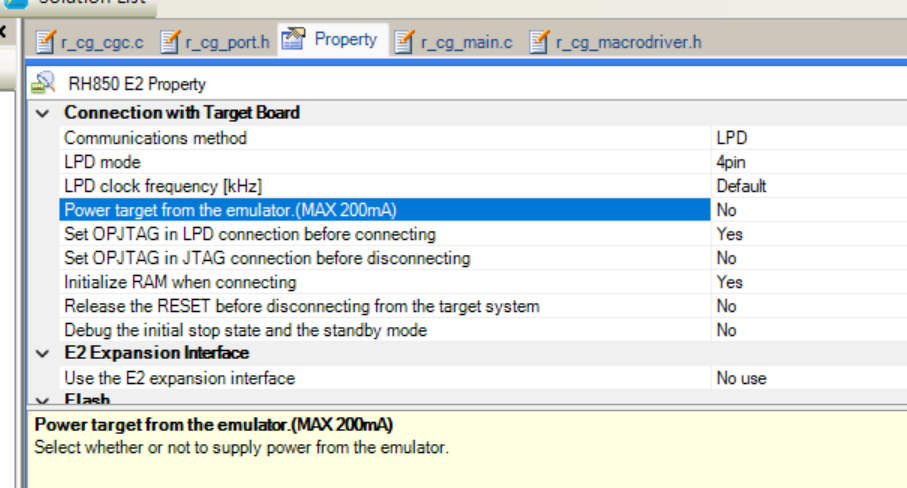 Solution List
r_cg_cgc.c r_cg_port.h Property r_cg_main.c r_cg_macrodriver.h
RH850 E2 Property
Connection with Target Board
Communications method LPD
LPD mode 4pin
LPD clock frequency [kHz] Default
Power target from the emulator.(MAX 200mA) No
Set OPJTAG in LPD connection before connecting Yes
Set OPJTAG in JTAG connection before disconnecting No
Initialize RAM when connecting Yes
Release the RESET before disconnecting from the target system No
Debug the initial stop state and the standby mode No
E2 Expansion Interface
Use the E2 expansion interface No use
Flash
Power target from the emulator.(MAX 200mA)
Select whether or not to supply power from the emulator.